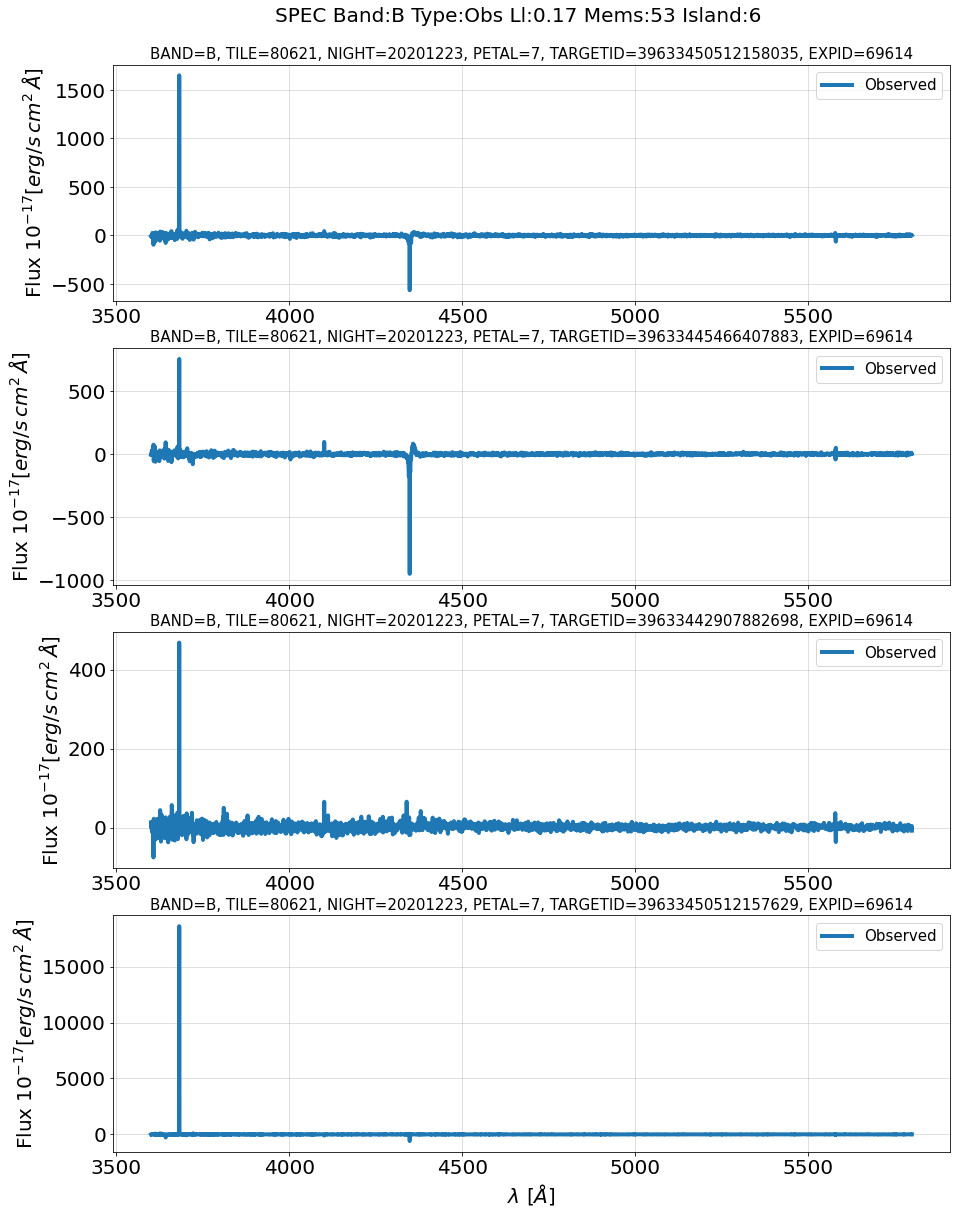 SPEC Band:B Type:Obs Ll:0.17 Mems:53 Island:6
BAND=B, TILE=80621, NIGHT=20201223, PETAL=7, TARGETID=39633450512158035, EXPID=69614
Flux 10^{-17}[erg/s cm^2 Å]
1500
1000
500
0
−500
Observed
3500 4000 4500 5000 5500
BAND=B, TILE=80621, NIGHT=20201223, PETAL=7, TARGETID=39633445466407883, EXPID=69614
Flux 10^{-17}[erg/s cm^2 Å]
500
0
−500
−1000
Observed
3500 4000 4500 5000 5500
BAND=B, TILE=80621, NIGHT=20201223, PETAL=7, TARGETID=39633442907882698, EXPID=69614
Flux 10^{-17}[erg/s cm^2 Å]
400
200
0
Observed
3500 4000 4500 5000 5500
BAND=B, TILE=80621, NIGHT=20201223, PETAL=7, TARGETID=39633450512157629, EXPID=69614
Flux 10^{-17}[erg/s cm^2 Å]
15000
10000
5000
0
Observed
3500 4000 4500 5000 5500
λ [Å]